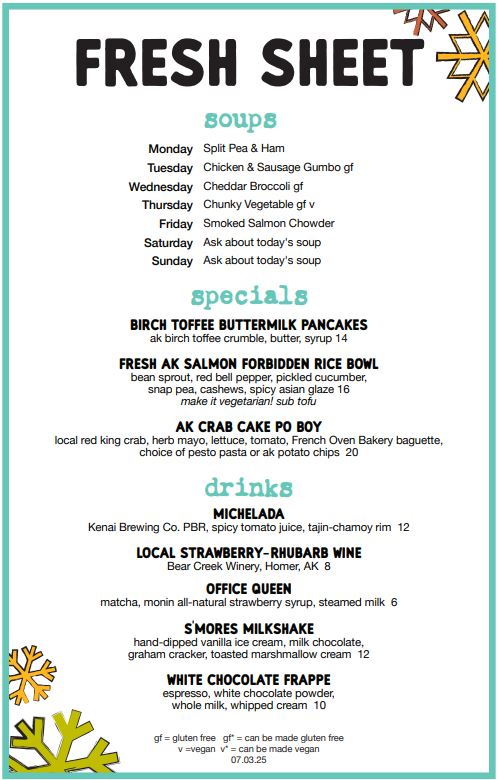 FRESH SHEET
soups
Monday Split Pea & Ham
Tuesday Chicken & Sausage Gumbo gf
Wednesday Cheddar Broccoli gf
Thursday Chunky Vegetable gf v
Friday Smoked Salmon Chowder
Saturday Ask about today's soup
Sunday Ask about today's soup
specials
BIRCH TOFFEE BUTTERMILK PANCAKES
ak birch toffee crumble, butter, syrup 14
FRESH AK SALMON FORBIDDEN RICE BOWL
bean sprout, red bell pepper, pickled cucumber,
snap pea, cashews, spicy asian glaze 16
make it vegetarian! sub tofu
AK CRAB CAKE PO BOY
local red king crab, herb mayo, lettuce, tomato, French Oven Bakery baguette,
choice of pesto pasta or ak potato chips 20
drinks
MICHELADA
Kenai Brewing Co. PBR, spicy tomato juice, tajin-chamoy rim 12
LOCAL STRAWBERRY-RHUBARB WINE
Bear Creek Winery, Homer, AK 8
OFFICE QUEEN
matcha, monin all-natural strawberry syrup, steamed milk 6
S'MORES MILKSHAKE
hand-dipped vanilla ice cream, milk chocolate,
graham cracker, toasted marshmallow cream 12
WHITE CHOCOLATE FRAPPE
espresso, white chocolate powder,
whole milk, whipped cream 10
gf = gluten free gf* = can be made gluten free
v =vegan v* = can be made vegan
07.03.25